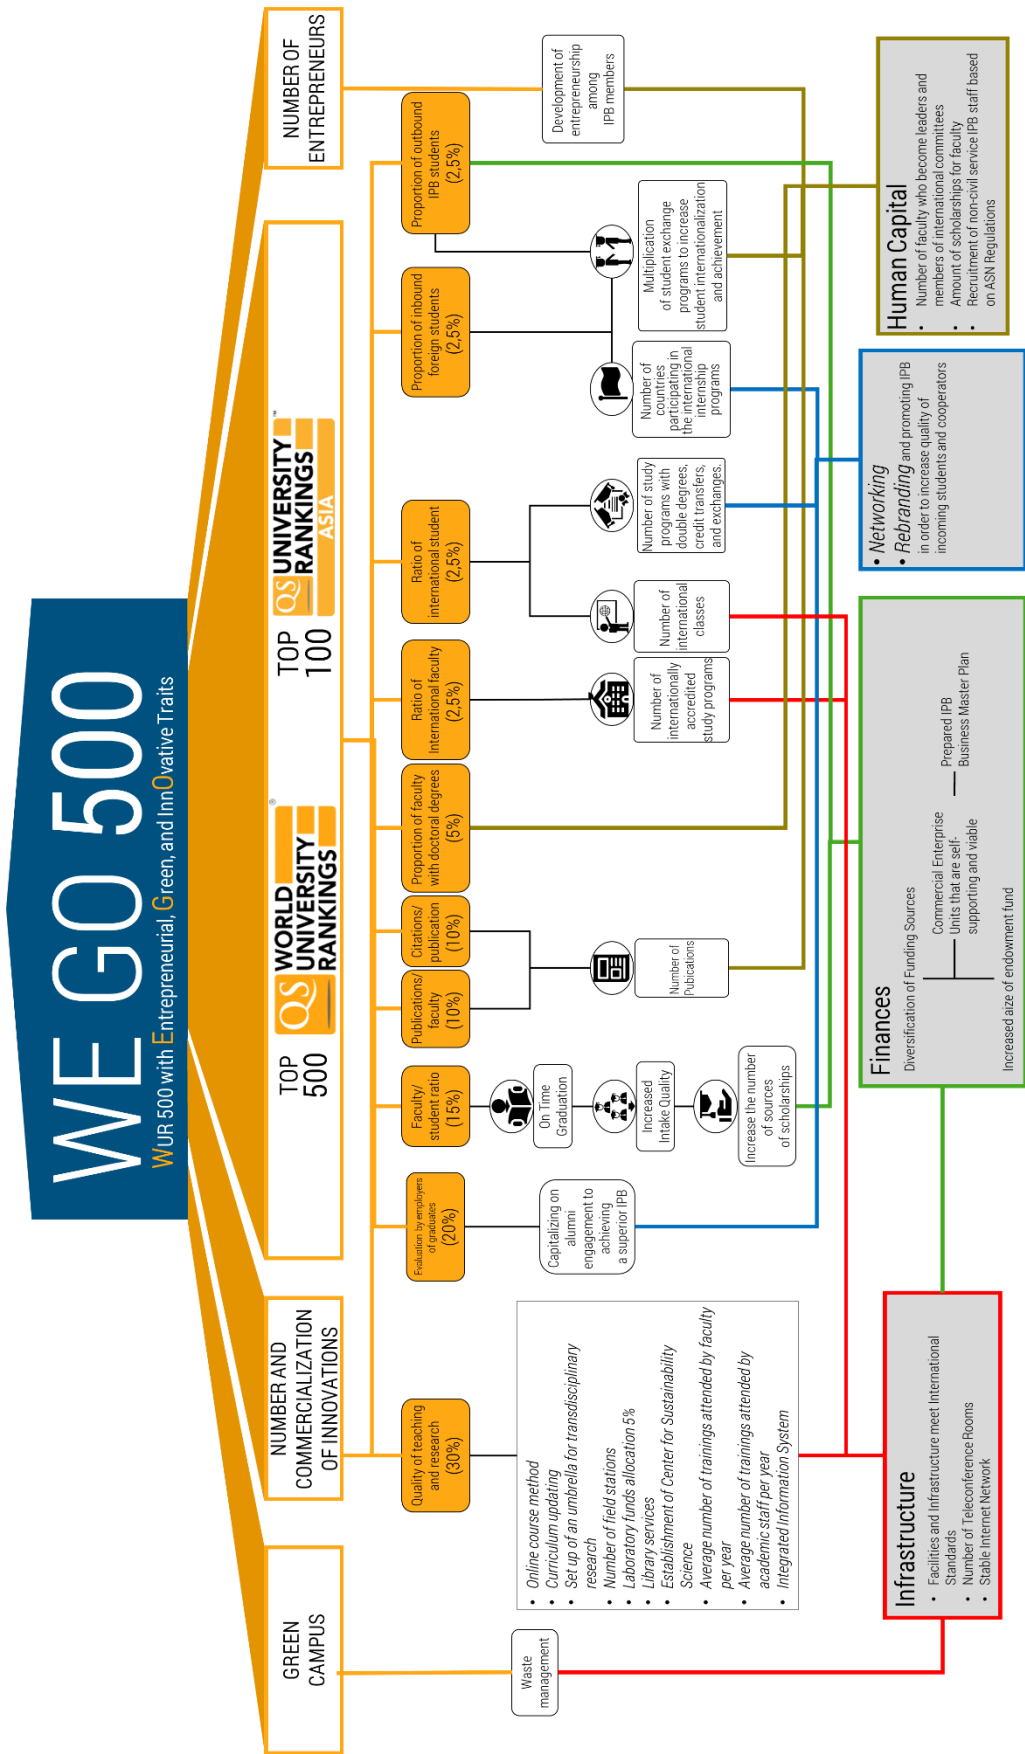 WE GO 500
WUR 500 with Entrepreneurial, Green, and InnOvative Traits
GREEN
CAMPUS
NUMBER AND
COMMERCIALIZATION
OF INNOVATIONS
TOP
500
QS WORLD
UNIVERSITY
RANKINGS
®
TOP
100
QS UNIVERSITY
RANKINGS
ASIA
™
NUMBER OF
ENTREPRENEURS
Quality of teaching
and research
(30%)
Evaluation by employers
of graduates
(20%)
Faculty/
student ratio
(15%)
Publications/
faculty
(10%)
Citations/
publication
(10%)
Proportion of faculty
with doctoral degrees
(5%)
Ratio of
International faculty
(2,5%)
Ratio of
international student
(2,5%)
Proportion of inbound
foreign students
(2,5%)
Proportion of outbound
IPB students
(2,5%)
Waste
management
• Online course method
• Curriculum updating
• Set up of an umbrella for transdisciplinary
research
• Number of field stations
• Laboratory funds allocation 5%
• Library services
• Establishment of Center for Sustainability
Science
• Average number of trainings attended by faculty
per year
• Average number of trainings attended by
academic staff per year
• Integrated Information System
Capitalizing on
alumni
engagement to
achieving
a superior IPB
On Time
Graduation
Increased
Intake Quality
Increase the number
of sources
of scholarships
Number of
Pubications
Number of
internationally
accredited
study programs
Number of
international
classes
Number of study
programs with
double degrees,
credit transfers,
and exchanges.
Number of
countries
participating in
the international
internship
programs
Multiplication
of student exchange
programs to increase
student internationalization
and achievement
Development of
entrepreneurship
among
IPB members
Infrastructure
• Facilities and Infrastructure meet International
Standards
• Number of Teleconference Rooms
• Stable Internet Network
Finances
Diversification of Funding Sources
Commercial Enterprise
Units that are self-
supporting and viable
Prepared IPB
Business Master Plan
Increased aize of endowment fund
• Networking
• Rebranding and promoting IPB
in order to increase quality of
incoming students and cooperators
Human Capital
• Number of faculty who become leaders and
members of international committees
• Amount of scholarships for faculty
• Recruitment of non-civil service IPB staff based
on ASN Regulations